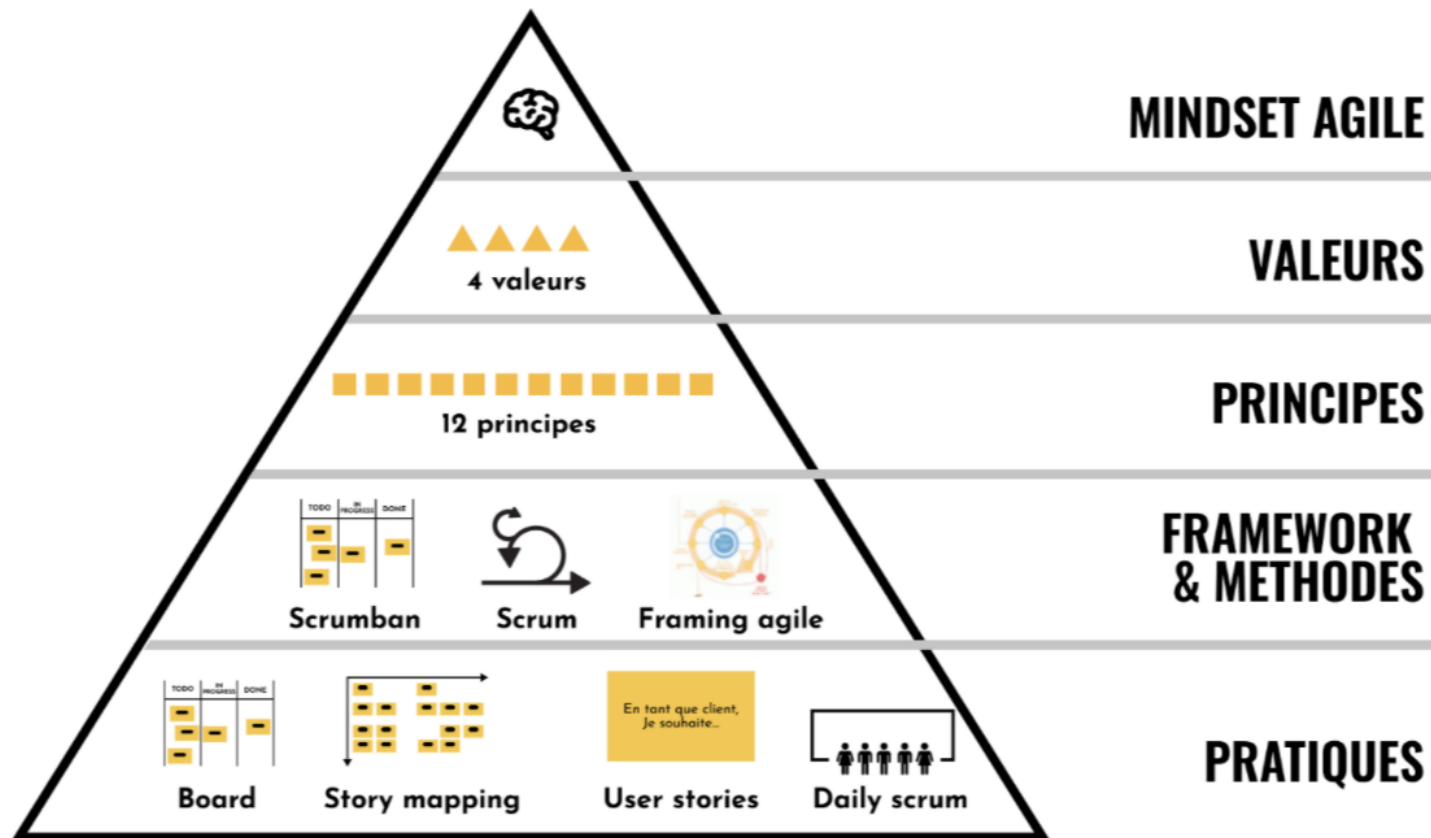 MINDSET AGILE
VALEURS
4 valeurs
PRINCIPES
12 principes
FRAMEWORK
& METHODES
TODO
IN
PROGRESS
DONE
Scrumban
Scrum
Framing agile
PRATIQUES
TODO
IN
PROGRESS
DONE
En tant que client,
Je souhaite...
Board
Story mapping
User stories
Daily scrum